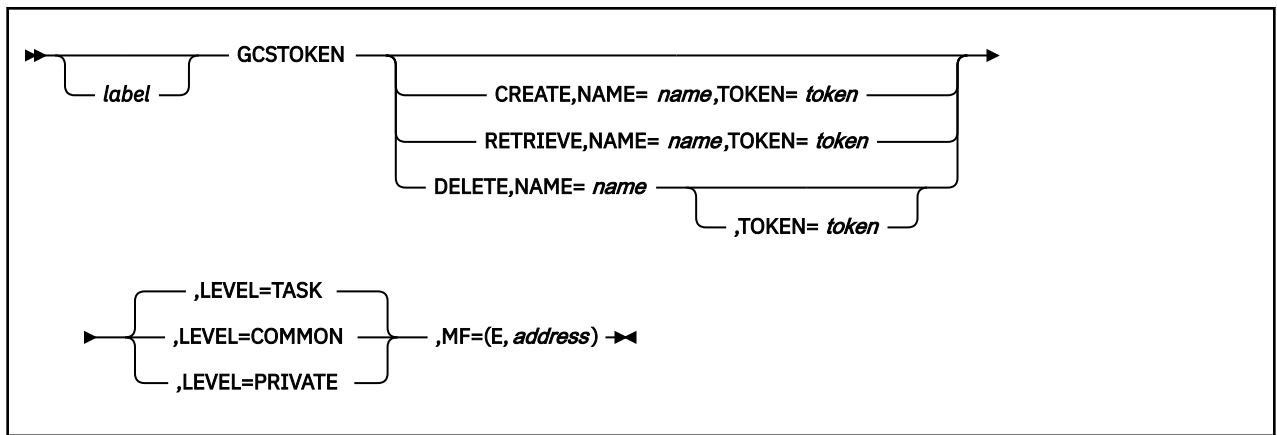 label GCSTOKEN
CREATE,NAME= name,TOKEN= token
RETRIEVE,NAME= name,TOKEN= token
DELETE,NAME= name
,TOKEN= token
,LEVEL=TASK
,LEVEL=COMMON ,MF=(E, address)
,LEVEL=PRIVATE